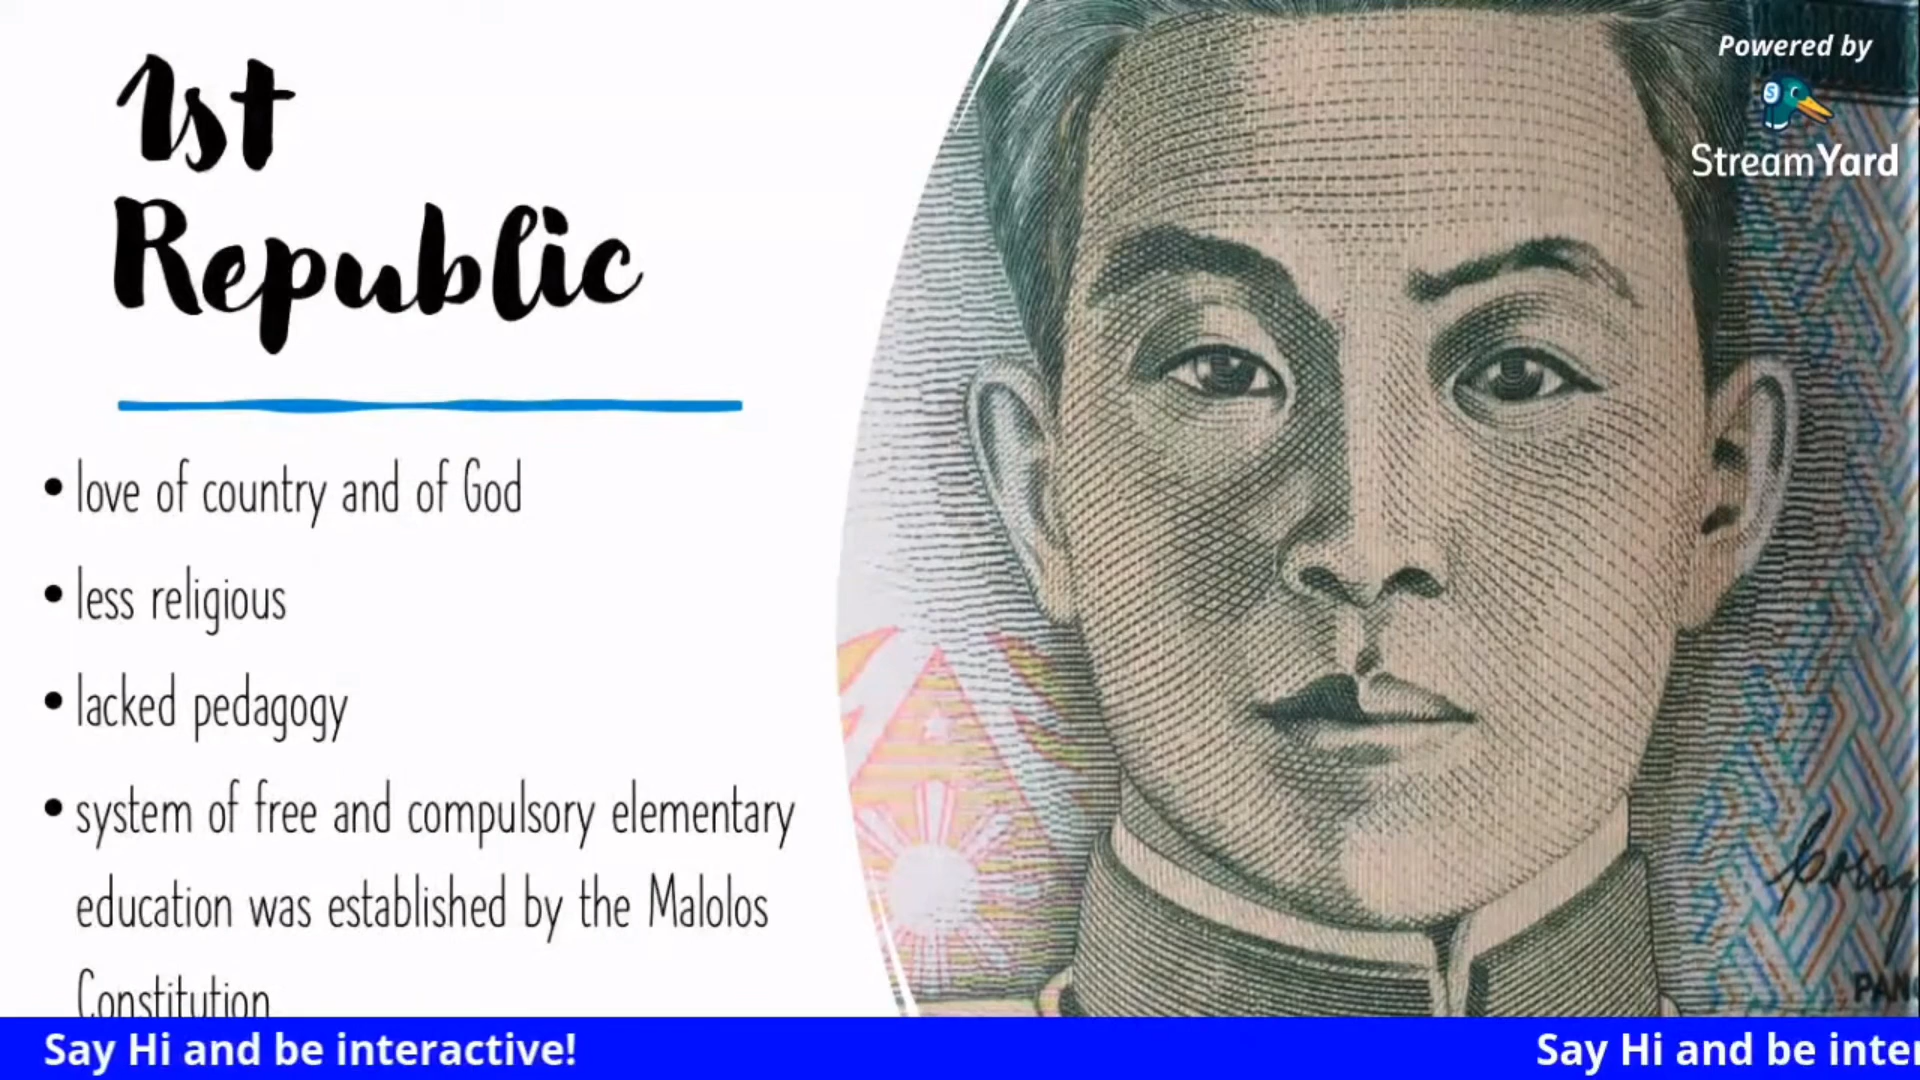 Powered by
StreamYard
1st
Republic
• love of country and of God
• less religious
• lacked pedagogy
• system of free and compulsory elementary
education was established by the Malolos
Constitution
Say Hi and be interactive!
Say Hi and be inter